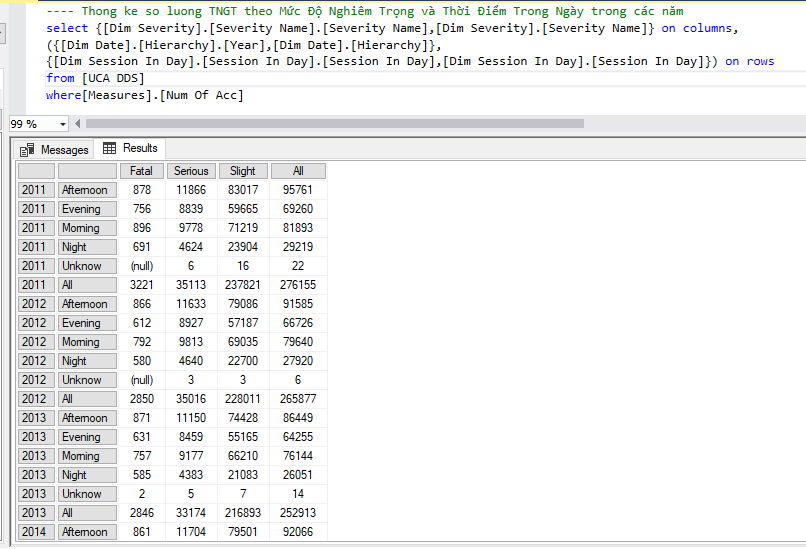 ---- Thong ke so luong TNGT theo Mức Độ Nghiêm Trọng và Thời Điểm Trong Ngày trong các năm
select {[Dim Severity].[Severity Name].[Severity Name],[Dim Severity].[Severity Name]} on columns,
({[Dim Date].[Hierarchy].[Year],[Dim Date].[Hierarchy]},
{[Dim Session In Day].[Session In Day].[Session In Day],[Dim Session In Day].[Session In Day]}) on rows
from [UCA DDS]
where[Measures].[Num Of Acc]
99 %
Messages Results
Fatal Serious Slight All
2011 Afternoon 878 11866 83017 95761
2011 Evening 756 8839 59665 69260
2011 Morning 896 9778 71219 81893
2011 Night 691 4624 23904 29219
2011 Unknow (null) 6 16 22
2011 All 3221 35113 237821 276155
2012 Afternoon 866 11633 79086 91585
2012 Evening 612 8927 57187 66726
2012 Morning 792 9813 69035 79640
2012 Night 580 4640 22700 27920
2012 Unknow (null) 3 3 6
2012 All 2850 35016 228011 265877
2013 Afternoon 871 11150 74428 86449
2013 Evening 631 8459 55165 64255
2013 Morning 757 9177 66210 76144
2013 Night 585 4383 21083 26051
2013 Unknow 2 5 7 14
2013 All 2846 33174 216893 252913
2014 Afternoon 861 11704 79501 92066